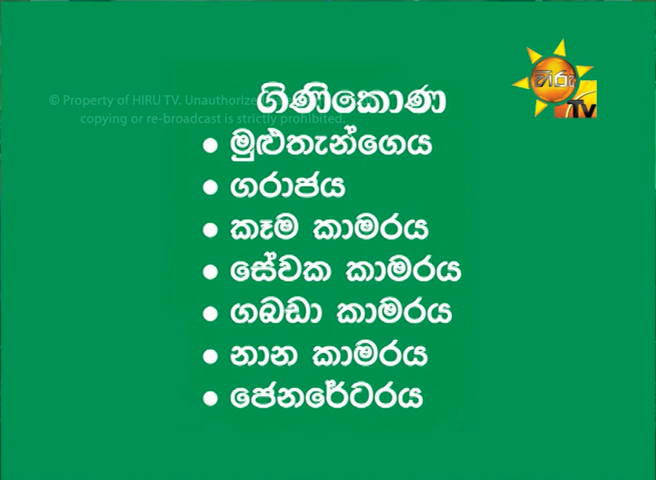 ගිණිකොණ
© Property of HIRU TV. Unauthorize
copying or re-broadcast is strictly prohibited.
• මුළුතැන්ගෙය
• ගරාජය
• කෑම කාමරය
• සේවක කාමරය
• ගබඩා කාමරය
• නාන කාමරය
• ජෙනරේටරය
හිරු
Tv